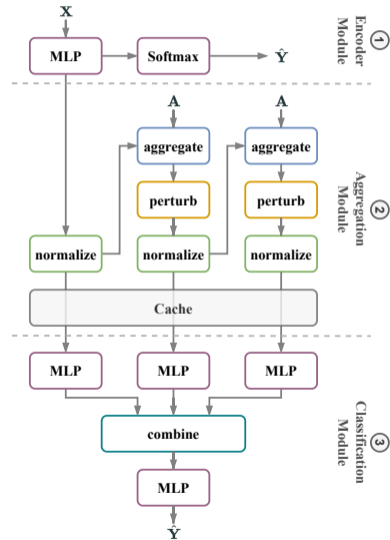 X
MLP
Softmax
Ŷ
Encoder
Module
①
A
A
aggregate
aggregate
perturb
perturb
normalize
normalize
normalize
Aggregation
Module
②
Cache
MLP
MLP
MLP
combine
MLP
Ŷ
Classification
Module
③